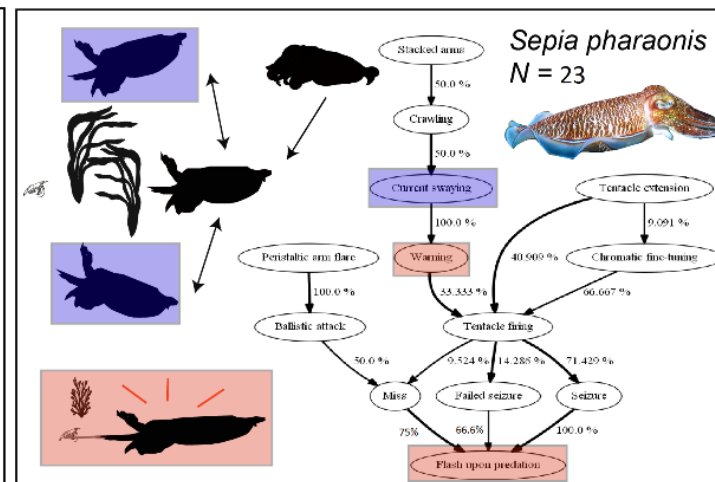 Sepia pharaonis
N = 23
Stacked arms
50.0 %
Crawling
50.0 %
Current swaying
Tentacle extension
100.0 %
9.091 %
Peristaltic arm flare
Warning
40.909 %
Chromatic fine-tuning
100.0 %
33.333 %
66.667 %
Ballistic attack
Tentacle firing
50.0 %
9.524 %
14.286 %
71.429 %
Miss
Failed seizure
Seizure
75%
66.6%
100.0 %
Flash upon predation